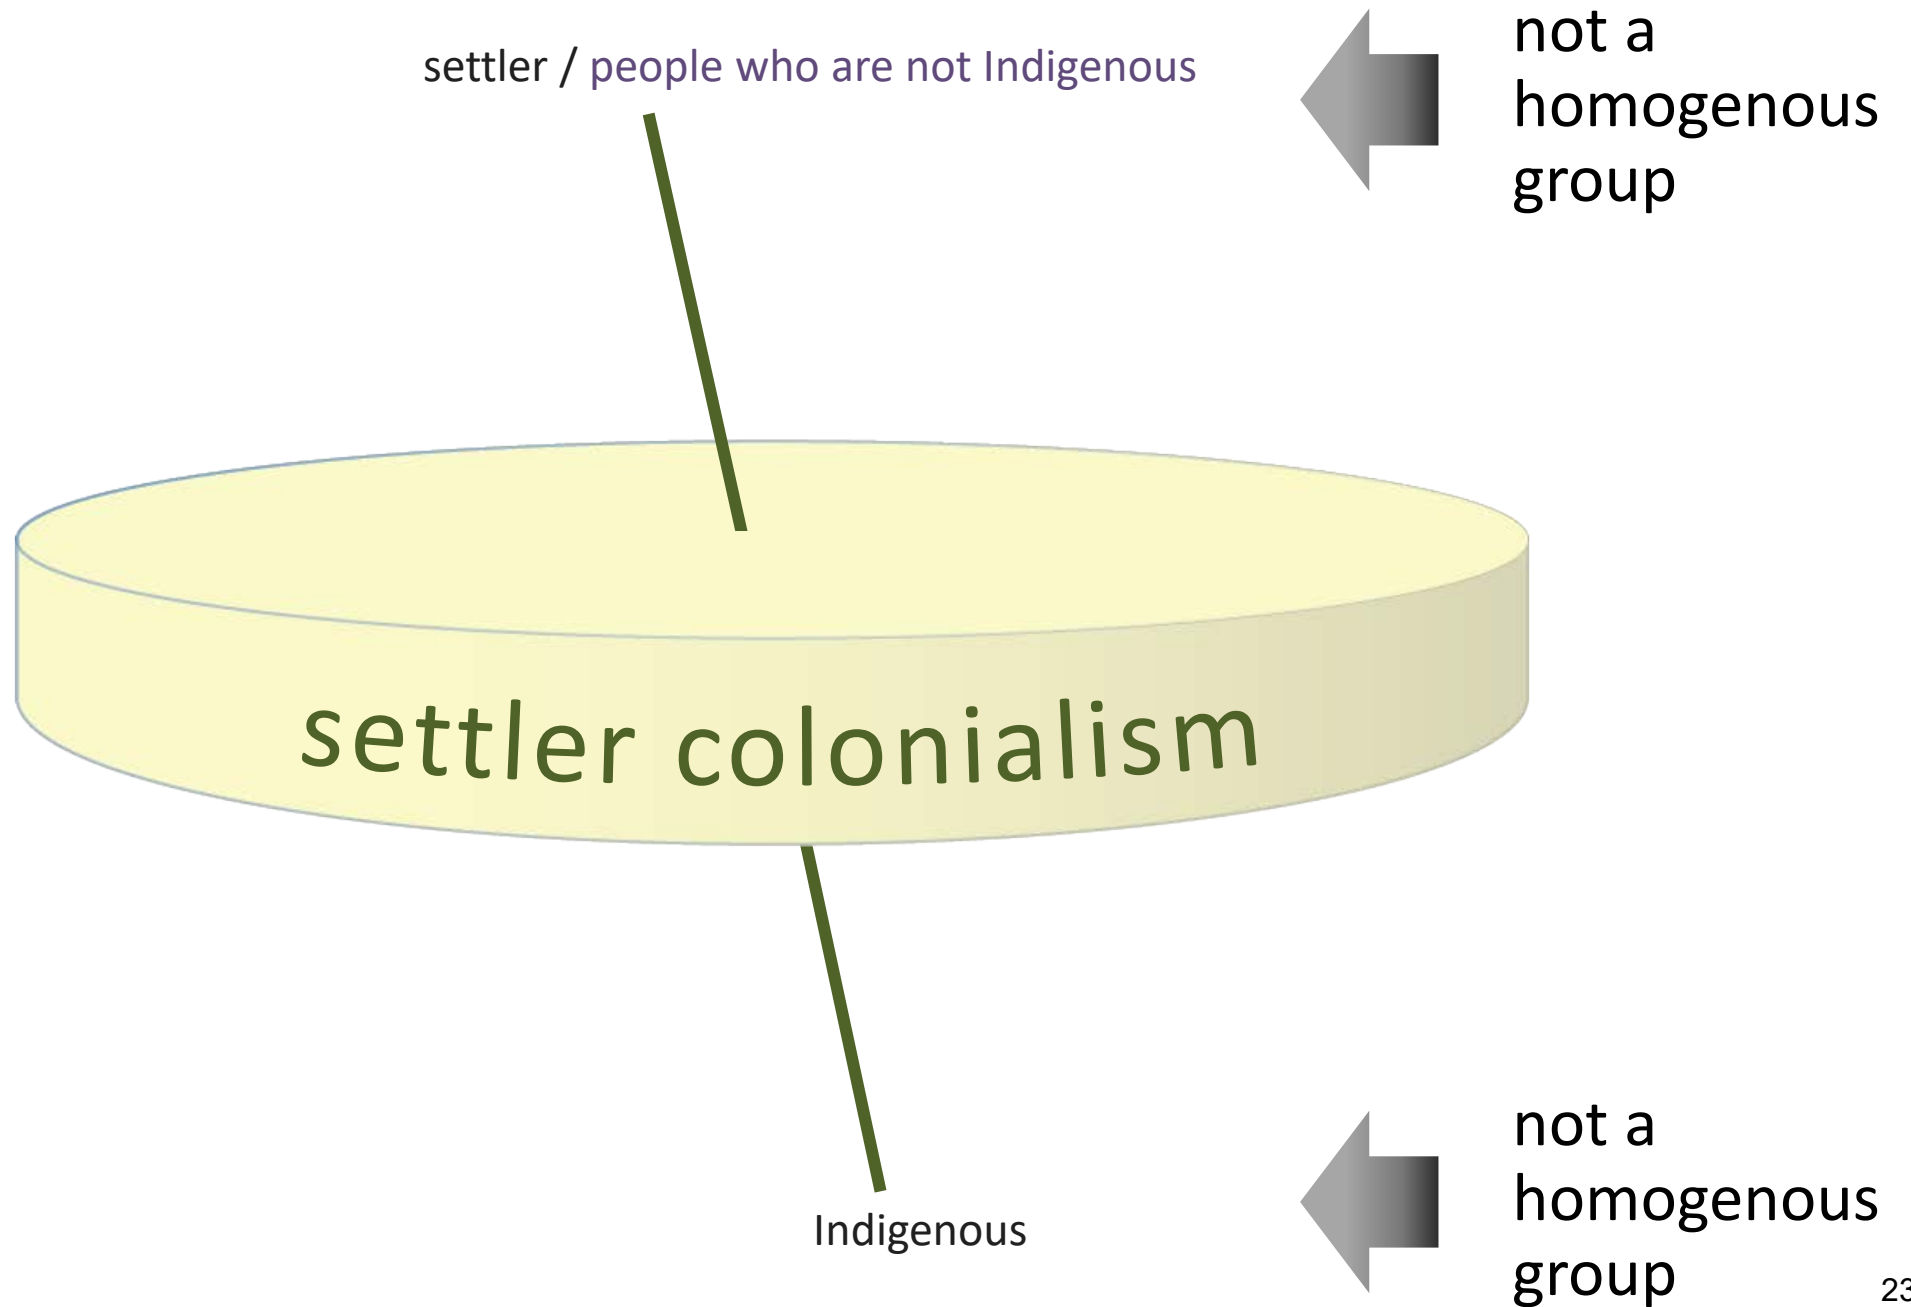 settler / people who are not Indigenous
not a
homogenous
group
settler colonialism
Indigenous
not a
homogenous
group
23